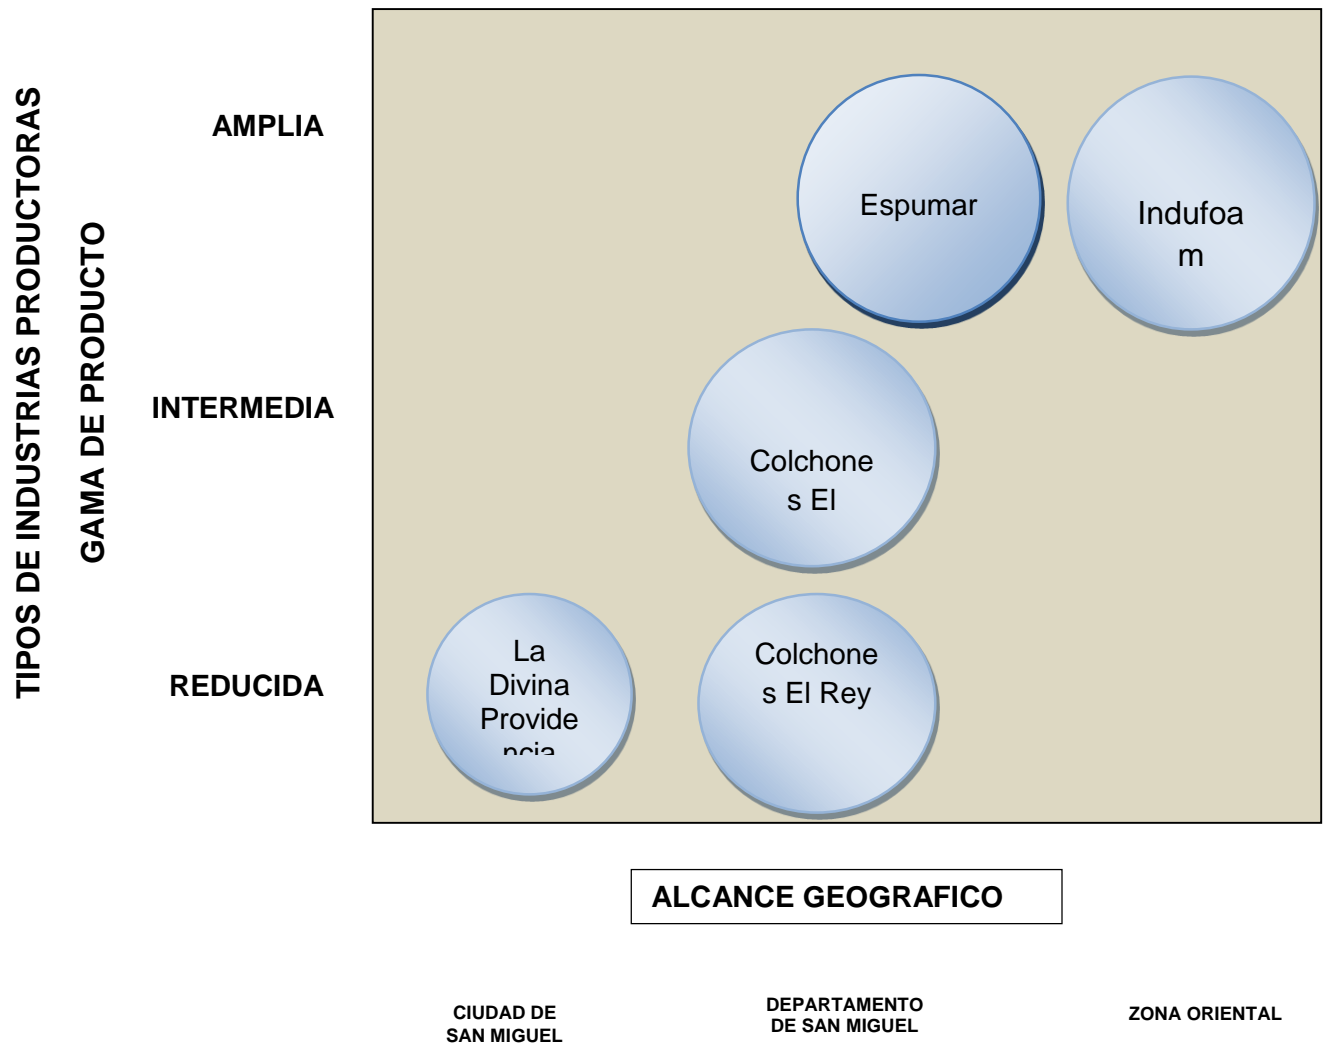 TIPOS DE INDUSTRIAS PRODUCTORAS
GAMA DE PRODUCTO
AMPLIA
INTERMEDIA
REDUCIDA
Espumar
Indufoa
m
Colchone
s El
La
Divina
Provide
ncia
Colchone
s El Rey
ALCANCE GEOGRAFICO
CIUDAD DE
SAN MIGUEL
DEPARTAMENTO
DE SAN MIGUEL
ZONA ORIENTAL